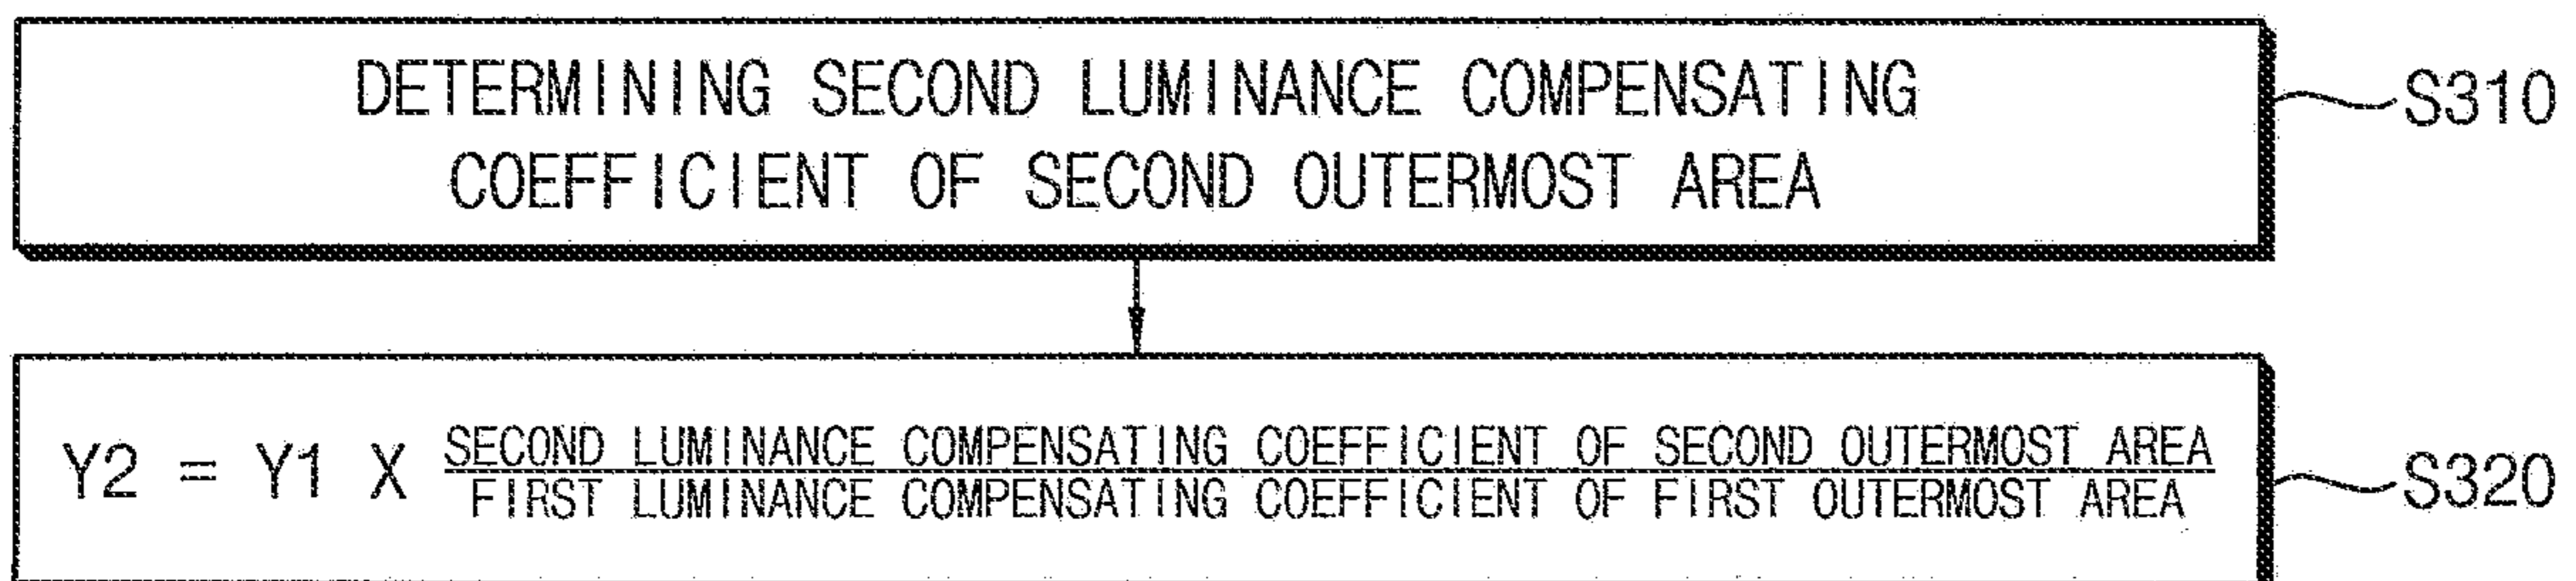 DETERMINING SECOND LUMINANCE COMPENSATING
COEFFICIENT OF SECOND OUTERMOST AREA
S310
SECOND LUMINANCE COMPENSATING COEFFICIENT OF SECOND OUTERMOST AREA
Y2 = Y1 X
FIRST LUMINANCE COMPENSATING COEFFICIENT OF FIRST OUTERMOST AREA
S320